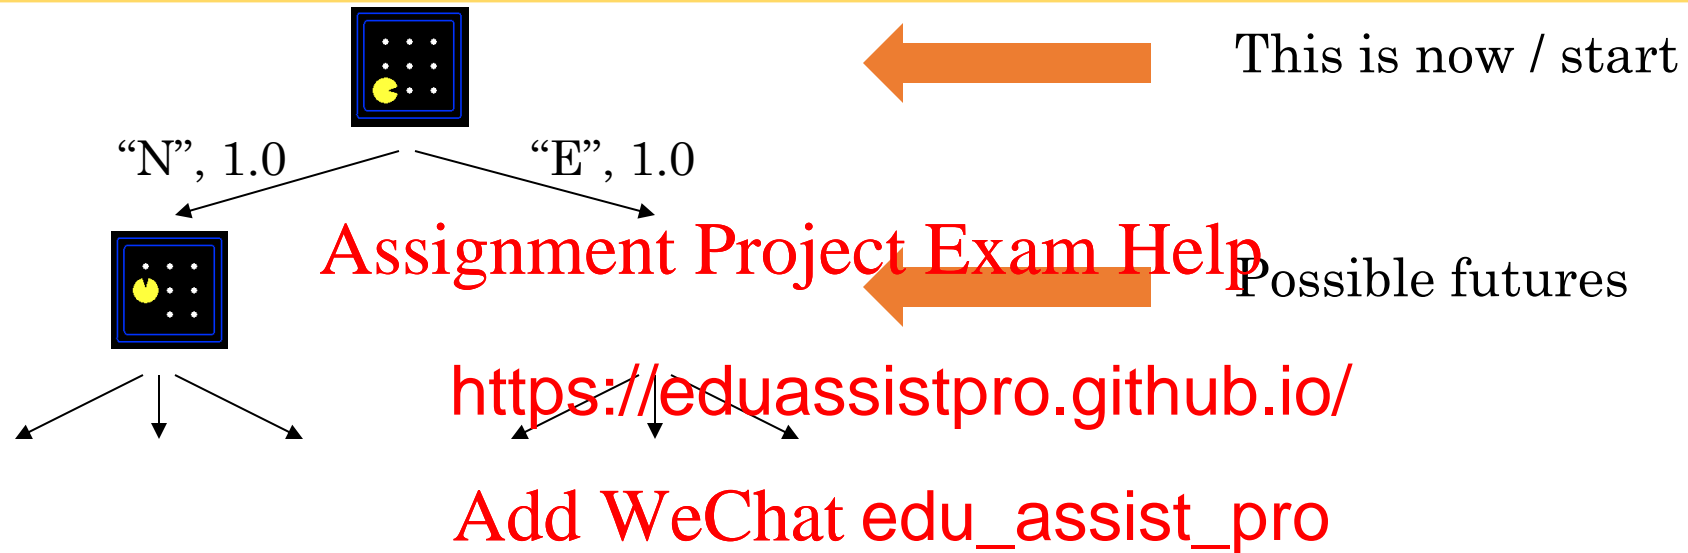 This is now / start
“N”, 1.0
“E”, 1.0
Assignment Project Exam Help
Possible futures
https://eduassistpro.github.io/
Add WeChat edu_assist_pro